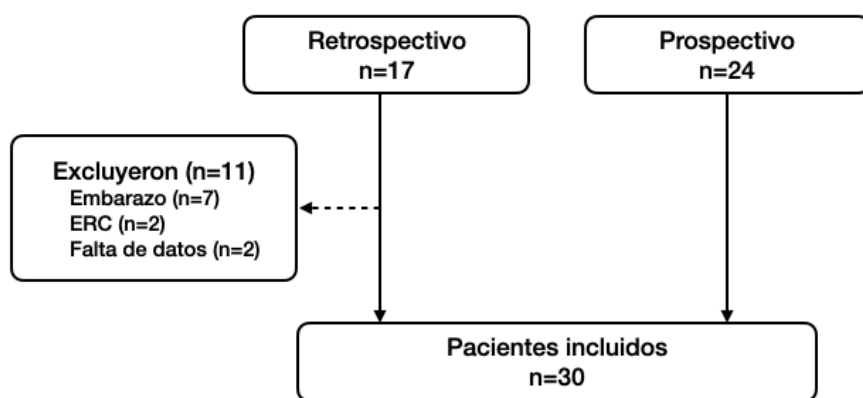 Retrospectivo
n=17
Prospectivo
n=24
Excluyeron (n=11)
Embarazo (n=7)
ERC (n=2)
Falta de datos (n=2)
Pacientes incluidos
n=30